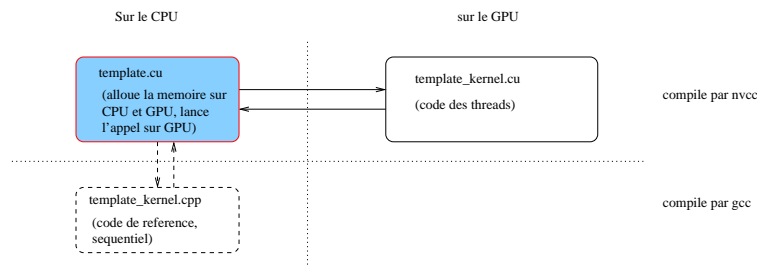 Sur le CPU
sur le GPU
template.cu
(alloue la memoire sur
CPU et GPU, lance
l'appel sur GPU)
template_kernel.cu
(code des threads)
compile par nvcc
template_kernel.cpp
(code de reference,
sequentiel)
compile par gcc